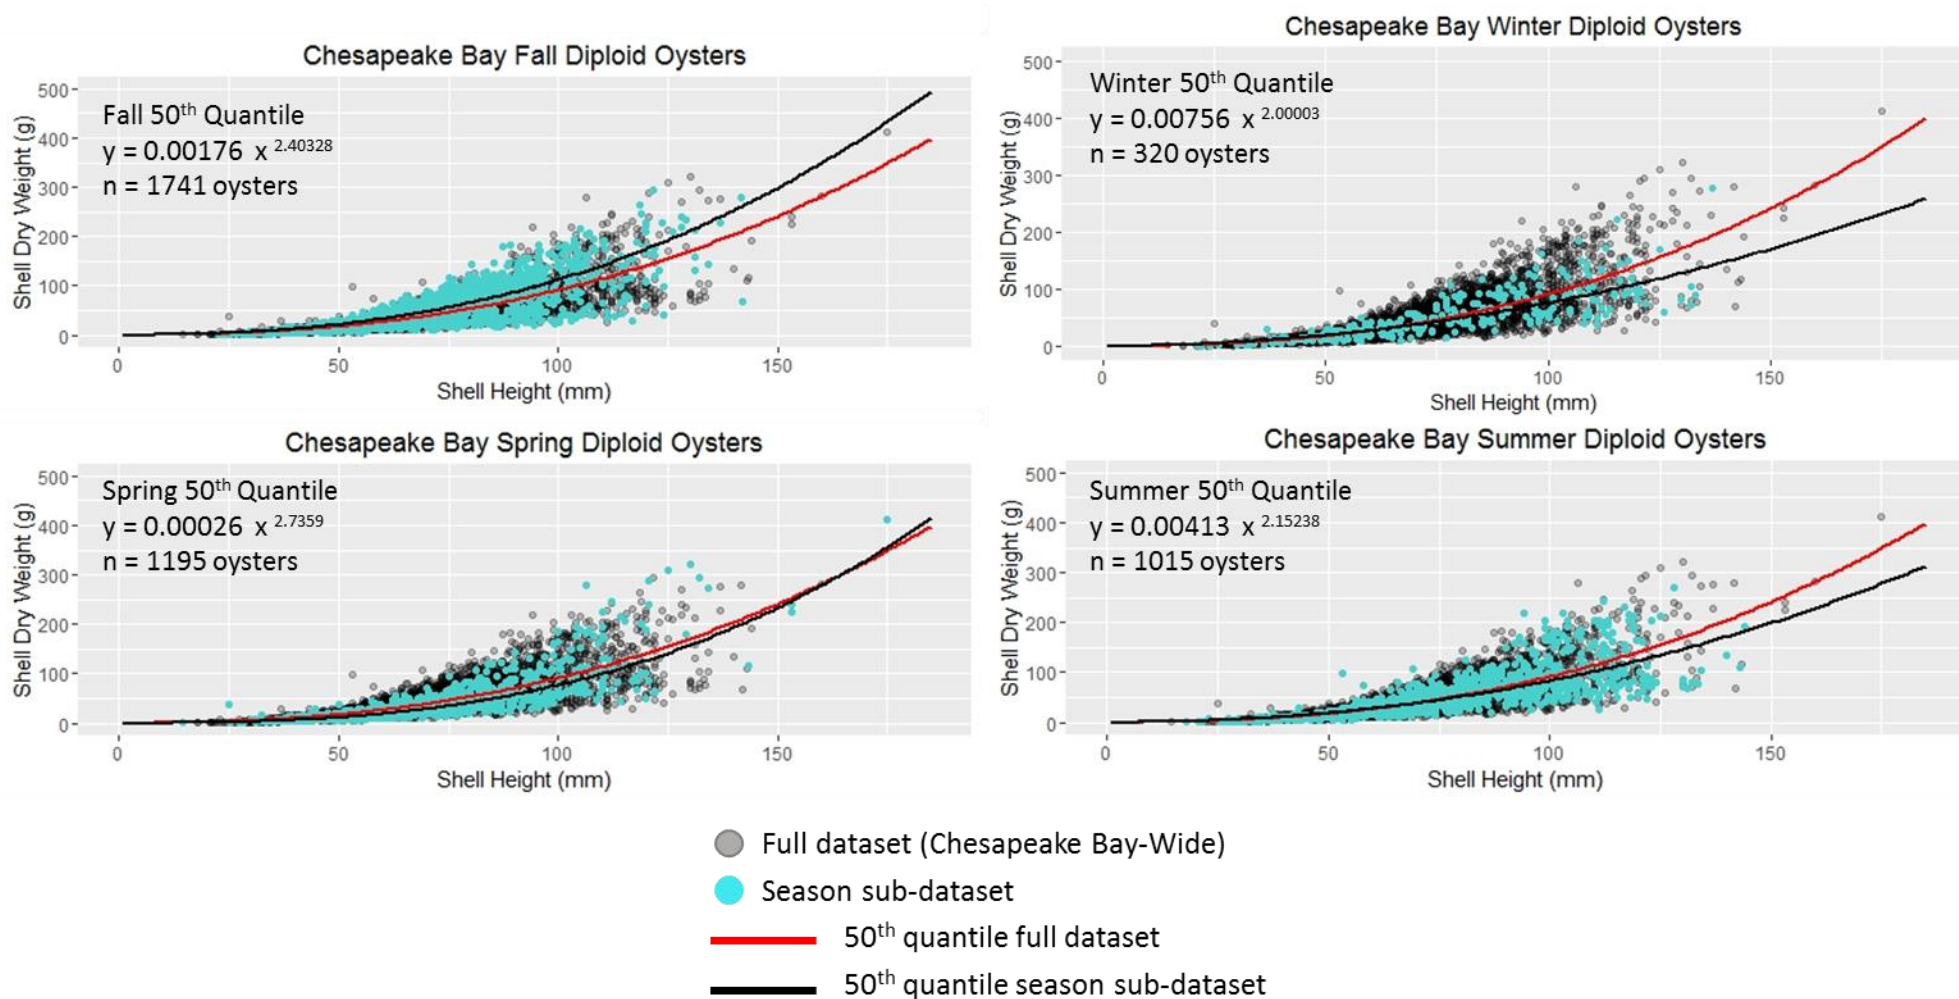 Chesapeake Bay Fall Diploid Oysters
Fall 50th Quantile
y = 0.00176 x 2.40328
n = 1741 oysters
Shell Dry Weight (g)
500
400
300
200
100
0
0 50 100 150
Shell Height (mm)
Chesapeake Bay Winter Diploid Oysters
Winter 50th Quantile
y = 0.00756 x 2.00003
n = 320 oysters
Shell Dry Weight (g)
500
400
300
200
100
0
0 50 100 150
Shell Height (mm)
Chesapeake Bay Spring Diploid Oysters
Spring 50th Quantile
y = 0.00026 x 2.7359
n = 1195 oysters
Shell Dry Weight (g)
500
400
300
200
100
0
0 50 100 150
Shell Height (mm)
Chesapeake Bay Summer Diploid Oysters
Summer 50th Quantile
y = 0.00413 x 2.15238
n = 1015 oysters
Shell Dry Weight (g)
500
400
300
200
100
0
0 50 100 150
Shell Height (mm)
Full dataset (Chesapeake Bay-Wide)
Season sub-dataset
50th quantile full dataset
50th quantile season sub-dataset